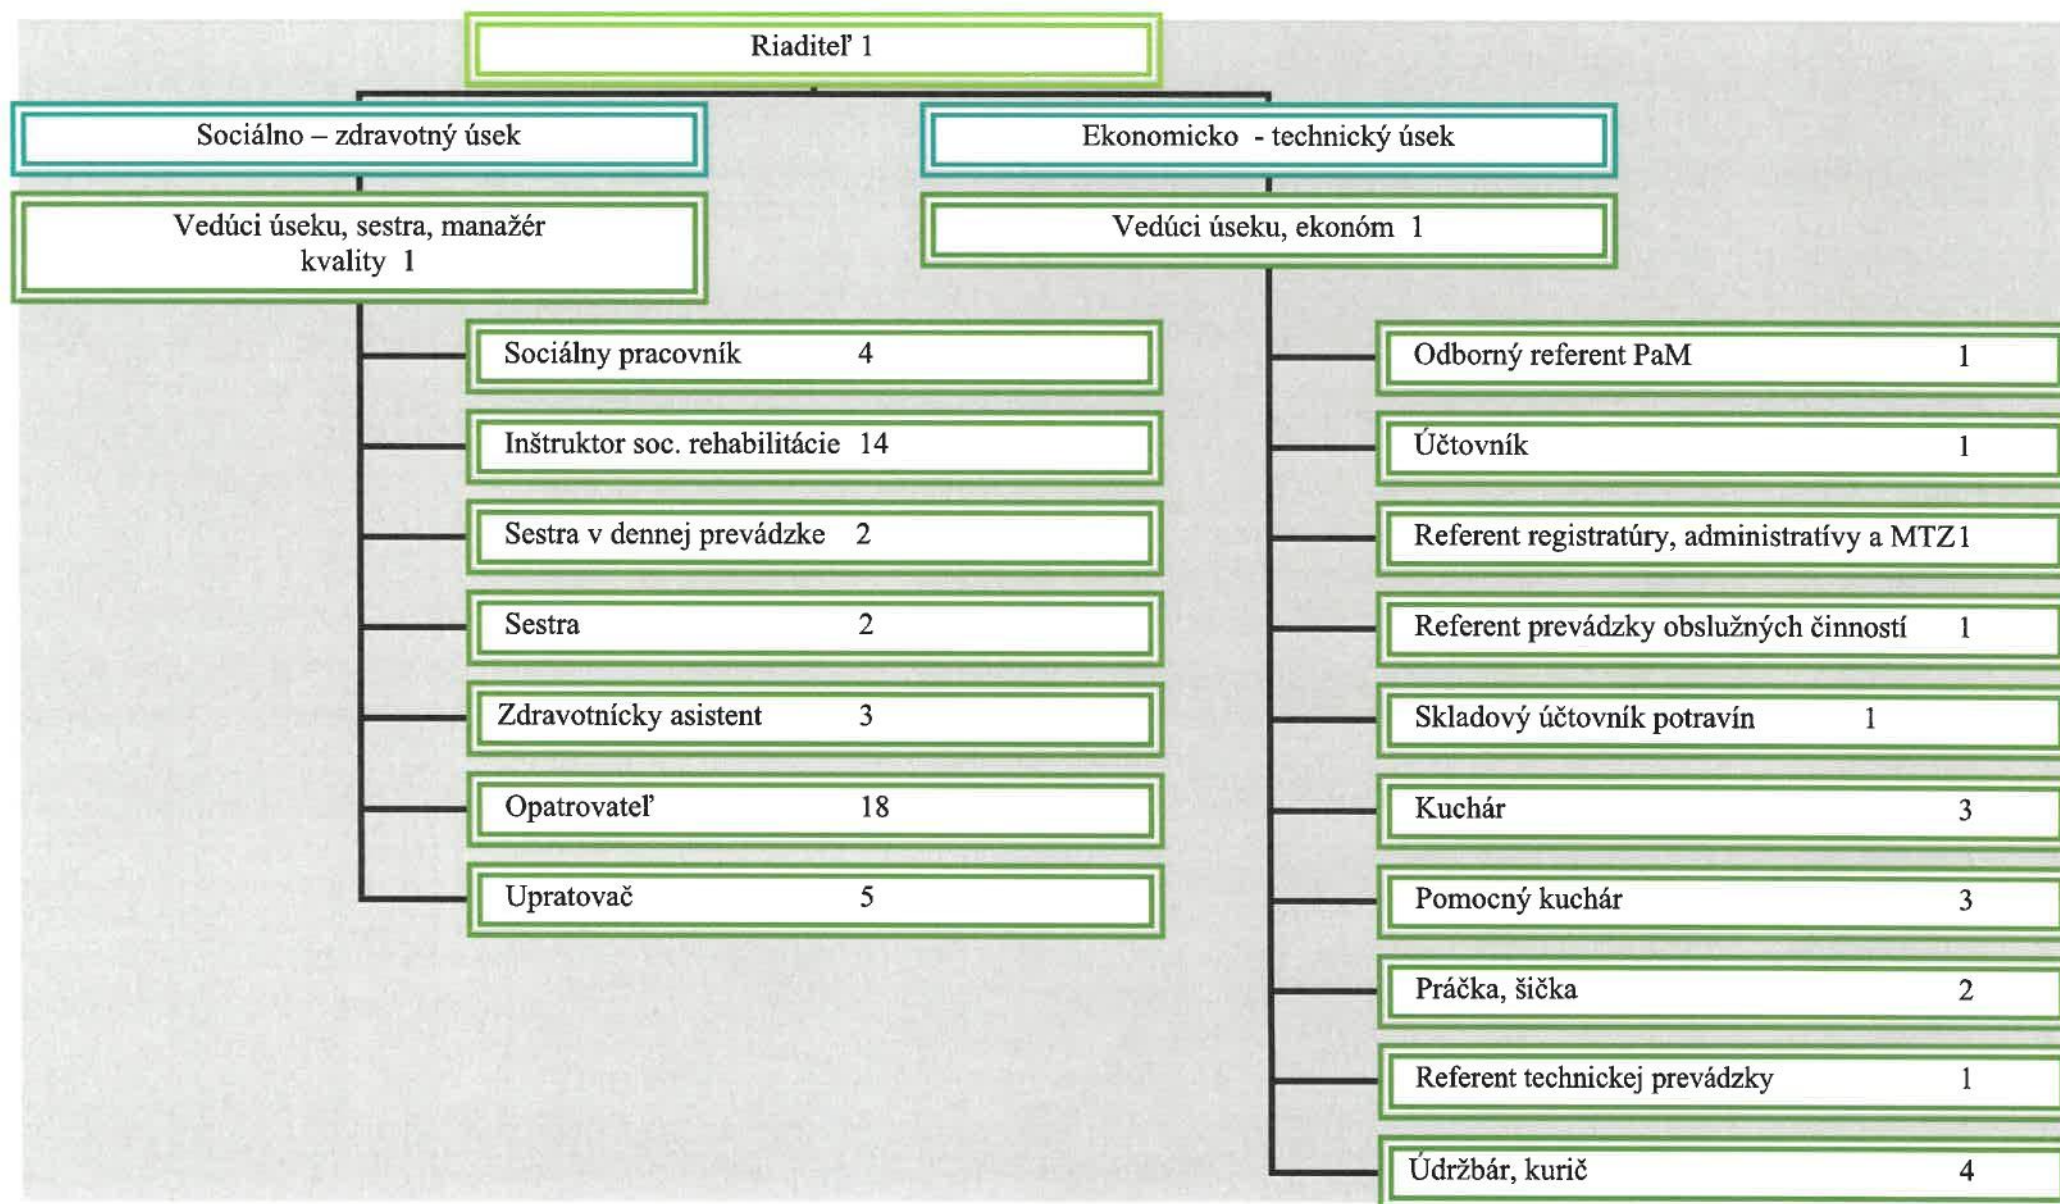 Riaditeľ 1
Sociálno – zdravotný úsek
Vedúci úseku, sestra, manažér
kvality 1
Sociálny pracovník 4
Inštruktor soc. rehabilitácie 14
Sestra v dennej prevádzke 2
Sestra 2
Zdravotnícky asistent 3
Opatrovateľ 18
Upratovač 5
Ekonomicko - technický úsek
Vedúci úseku, ekonóm 1
Odborný referent PaM 1
Účtovník 1
Referent registratúry, administratívy a MTZ1
Referent prevádzky obslužných činností 1
Skladový účtovník potravín 1
Kuchár 3
Pomocný kuchár 3
Práčka, šička 2
Referent technickej prevádzky 1
Údržbár, kurič 4